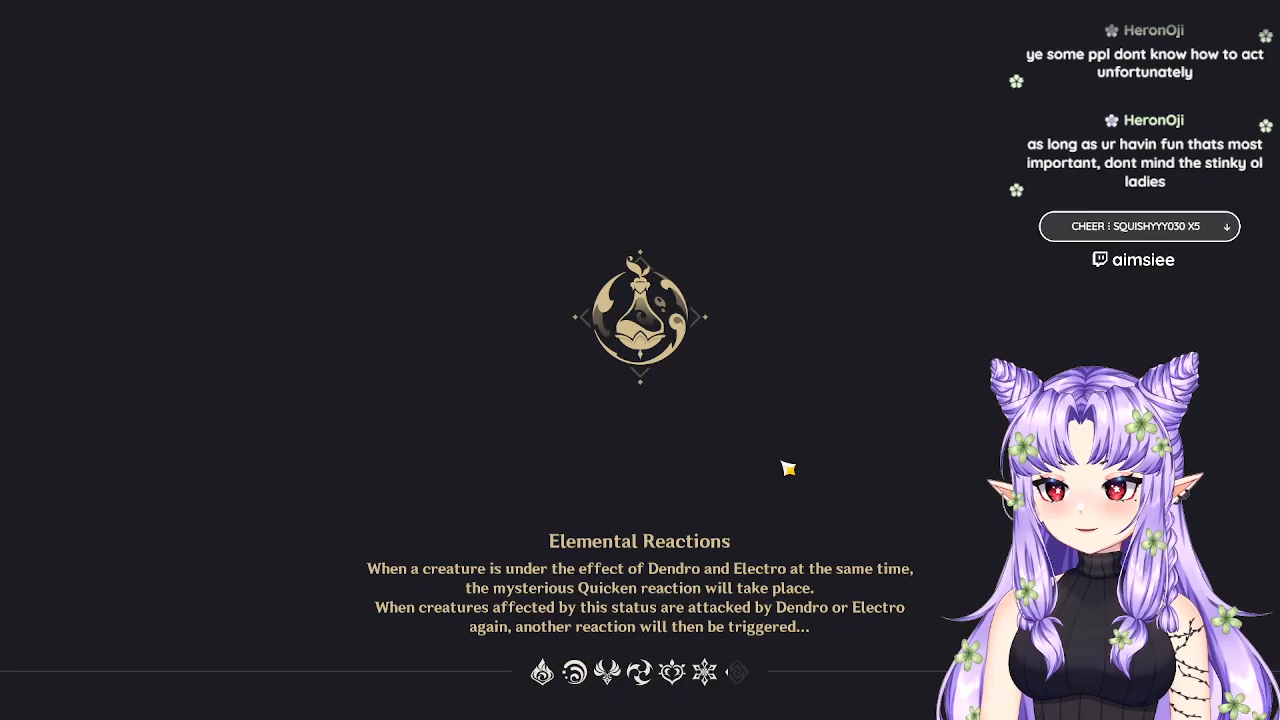 HeronOji
ye some ppl dont know how to act
unfortunately
HeronOji
as long as ur havin fun thats most
important, dont mind the stinky ol
ladies
CHEER : SQUISHYYY030 X5
aimsiee
Elemental Reactions
When a creature is under the effect of Dendro and Electro at the same time,
the mysterious Quicken reaction will take place.
When creatures affected by this status are attacked by Dendro or Electro
again, another reaction will then be triggered...